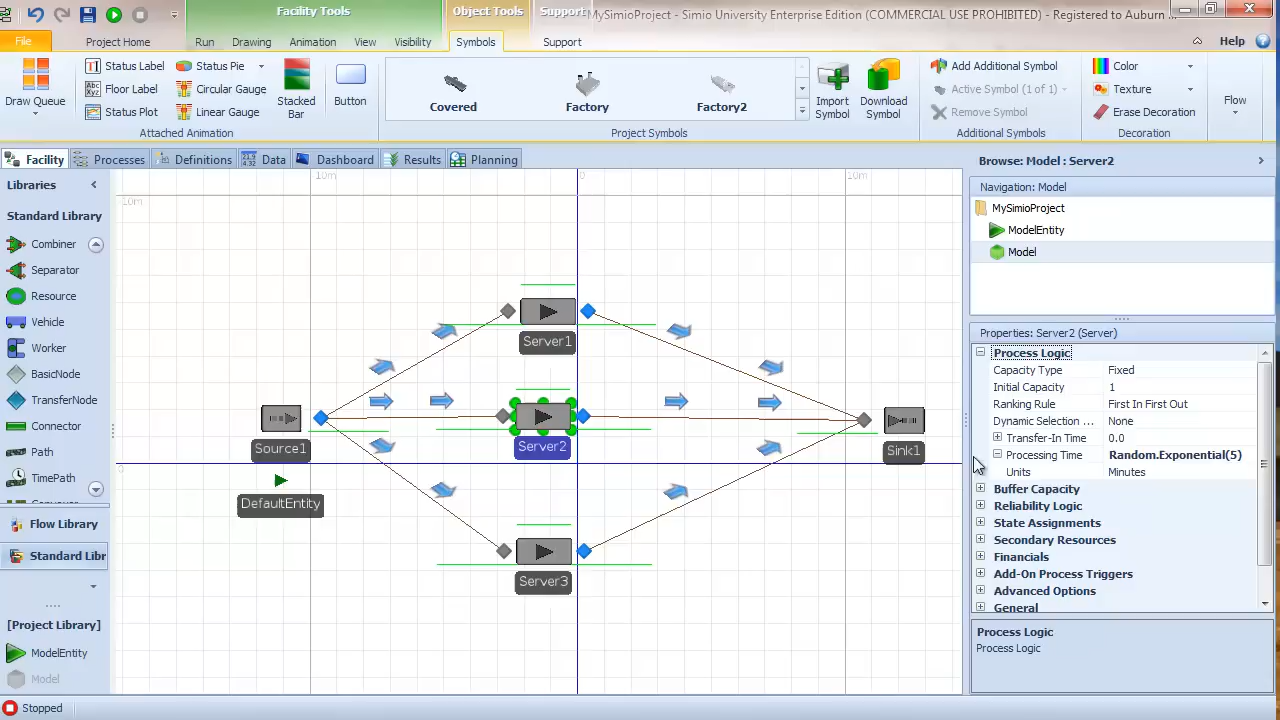 Facility Tools
Object Tools
Support
MySimioProject - Simio University Enterprise Edition (COMMERCIAL USE PROHIBITED) - Registered to Auburn ...
File
Project Home
Run
Drawing
Animation
View
Visibility
Symbols
Support
Help
Draw Queue
Status Label
Floor Label
Status Plot
Status Pie
Circular Gauge
Linear Gauge
Stacked Bar
Button
Attached Animation
Covered
Factory
Factory2
Import Symbol
Download Symbol
Project Symbols
Add Additional Symbol
Active Symbol (1 of 1)
Remove Symbol
Additional Symbols
Color
Texture
Erase Decoration
Decoration
Flow
Facility
Processes
Definitions
Data
Dashboard
Results
Planning
Libraries
Standard Library
Combiner
Separator
Resource
Vehicle
Worker
BasicNode
TransferNode
Connector
Path
TimePath
Flow Library
Standard Libr
[Project Library]
ModelEntity
Model
10m
0
10m
10m
0
Server1
Source1
Server2
Sink1
DefaultEntity
Server3
Browse: Model : Server2
Navigation: Model
MySimioProject
ModelEntity
Model
Properties: Server2 (Server)
Process Logic
Capacity Type Fixed
Initial Capacity 1
Ranking Rule First In First Out
Dynamic Selection ... None
Transfer-In Time 0.0
Processing Time Random.Exponential(5)
Units Minutes
Buffer Capacity
Reliability Logic
State Assignments
Secondary Resources
Financials
Add-On Process Triggers
Advanced Options
General
Process Logic
Process Logic
Stopped